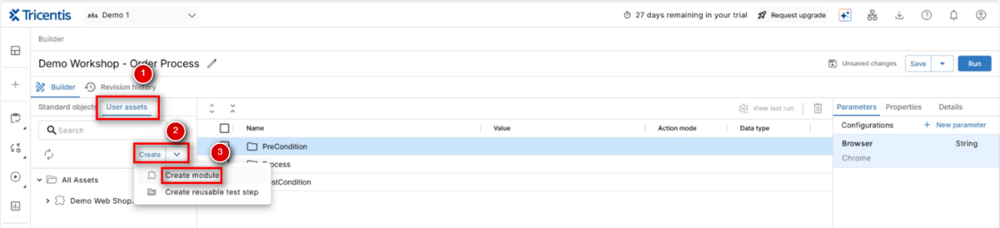 Tricentis Demo 1 27 days remaining in your trial Request upgrade
Builder
Demo Workshop - Order Process Unsaved changes Save Run
1
Builder Revision history
Standard objects User assets View last run Parameters Properties Details
Search Name Value Action mode Data type Configurations + New parameter
2
Create 3 PreCondition Browser String
Process Chrome
Create module
All Assets stCondition
Create reusable test step
Demo Web Shop.